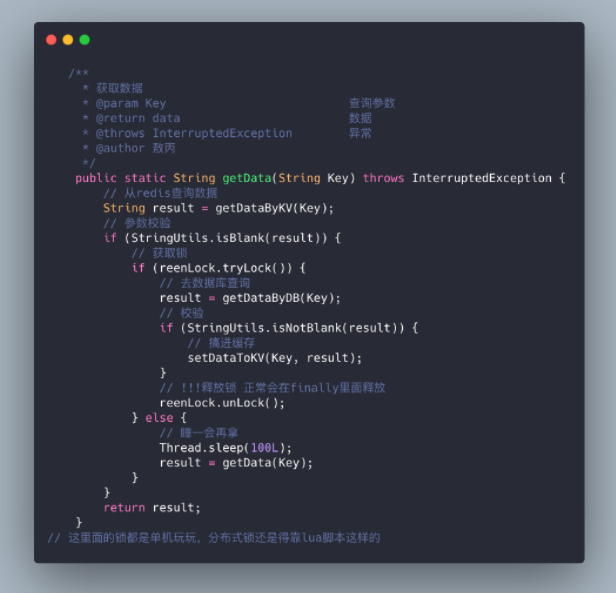 /**
 * 获取数据
 * @param Key 查询参数
 * @return data 数据
 * @throws InterruptedException 异常
 * @author 敖丙
 */
public static String getData(String Key) throws InterruptedException {
    // 从redis查询数据
    String result = getDataByKV(Key);
    // 参数校验
    if (StringUtils.isBlank(result)) {
        // 获取锁
        if (reenLock.tryLock()) {
            // 去数据库查询
            result = getDataByDB(Key);
            // 校验
            if (StringUtils.isNotBlank(result)) {
                // 搞进缓存
                setDataToKV(Key, result);
            }
            // !!!释放锁 正常会在finally里面释放
            reenLock.unLock();
        } else {
            // 睡一会再拿
            Thread.sleep(100L);
            result = getData(Key);
        }
    }
    return result;
}
// 这里面的锁都是单机玩玩，分布式锁还是得靠lua脚本这样的